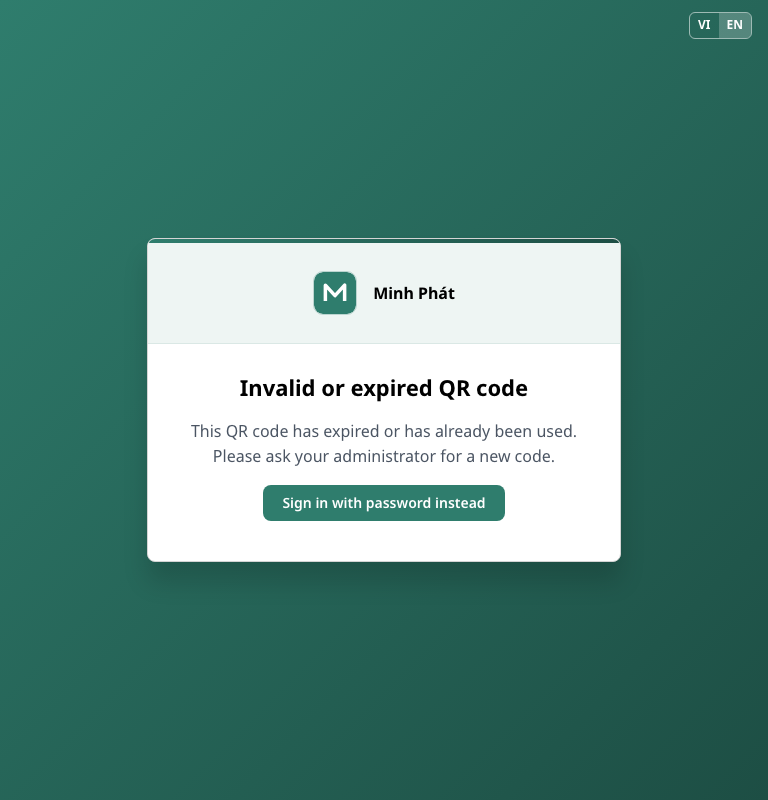 VI EN
Minh Phát
Invalid or expired QR code
This QR code has expired or has already been used.
Please ask your administrator for a new code.
Sign in with password instead